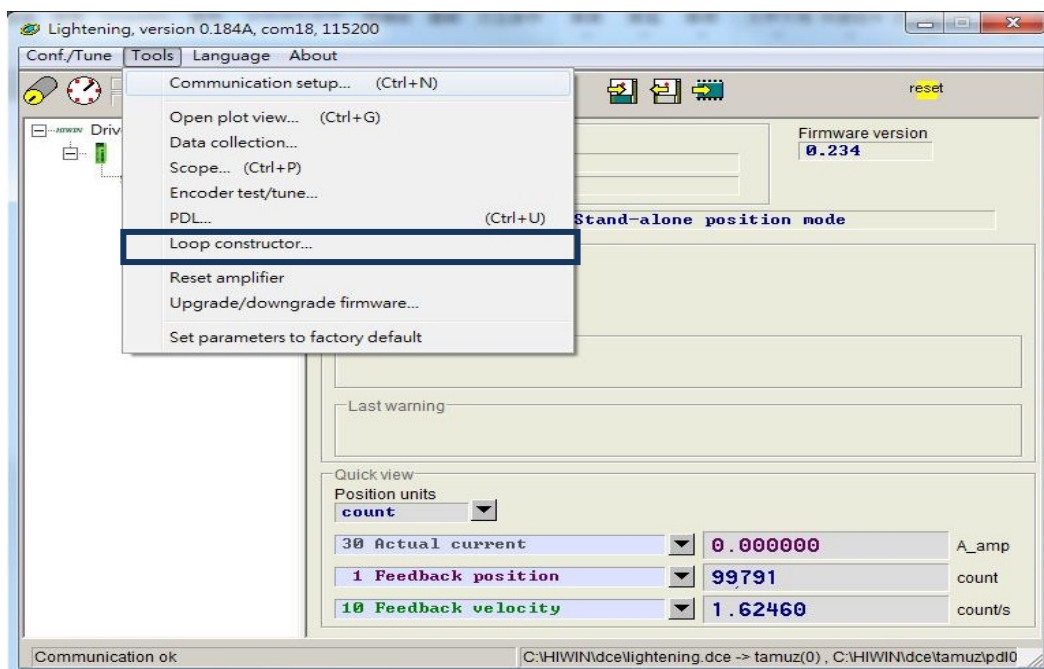 Lightening, version 0.184A, com18, 115200
Conf./Tune Tools Language About
Communication setup... (Ctrl+N)
reset
Open plot view... (Ctrl+G)
HIWIN Driv
Data collection...
Firmware version
0.234
Scope... (Ctrl+P)
Encoder test/tune...
PDL... (Ctrl+U)
Stand-alone position mode
Loop constructor...
Reset amplifier
Upgrade/downgrade firmware...
Set parameters to factory default
Last warning
Quick view
Position units
count
30 Actual current 0.000000 A_amp
1 Feedback position 99791 count
10 Feedback velocity 1.62460 count/s
Communication ok C:\HIWIN\dce\lightening.dce -> tamuz(0) , C:\HIWIN\dce\tamuz\pdl0